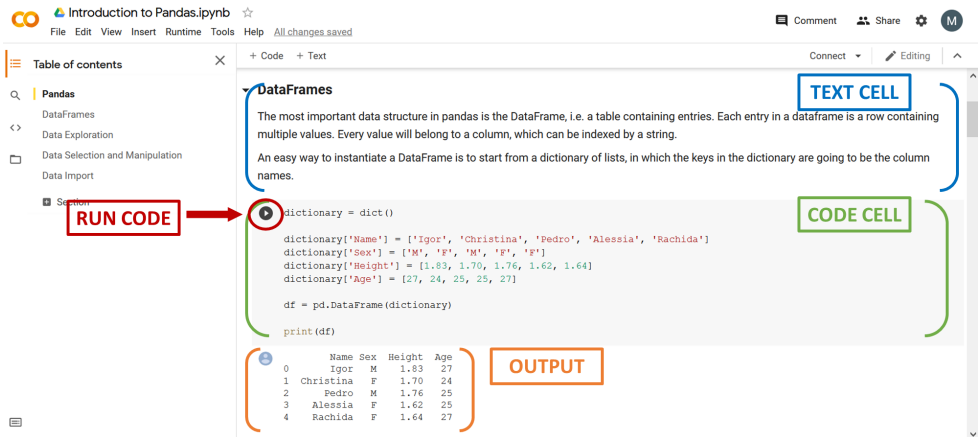 Introduction to Pandas.ipynb
Comment Share M
File Edit View Insert Runtime Tools Help All changes saved
Table of contents
+ Code + Text
Connect Editing
Pandas
DataFrames
Data Exploration
Data Selection and Manipulation
Data Import
Section
RUN CODE
DataFrames
TEXT CELL
The most important data structure in pandas is the DataFrame, i.e. a table containing entries. Each entry in a dataframe is a row containing
multiple values. Every value will belong to a column, which can be indexed by a string.
An easy way to instantiate a DataFrame is to start from a dictionary of lists, in which the keys in the dictionary are going to be the column
names.
CODE CELL
dictionary = dict()
dictionary['Name'] = ['Igor', 'Christina', 'Pedro', 'Alessia', 'Rachida']
dictionary['Sex'] = ['M', 'F', 'M', 'F', 'F']
dictionary['Height'] = [1.83, 1.70, 1.76, 1.62, 1.64]
dictionary['Age'] = [27, 24, 25, 25, 27]
df = pd.DataFrame(dictionary)
print(df)
OUTPUT
Name Sex Height Age
0 Igor M 1.83 27
1 Christina F 1.70 24
2 Pedro M 1.76 25
3 Alessia F 1.62 25
4 Rachida F 1.64 27